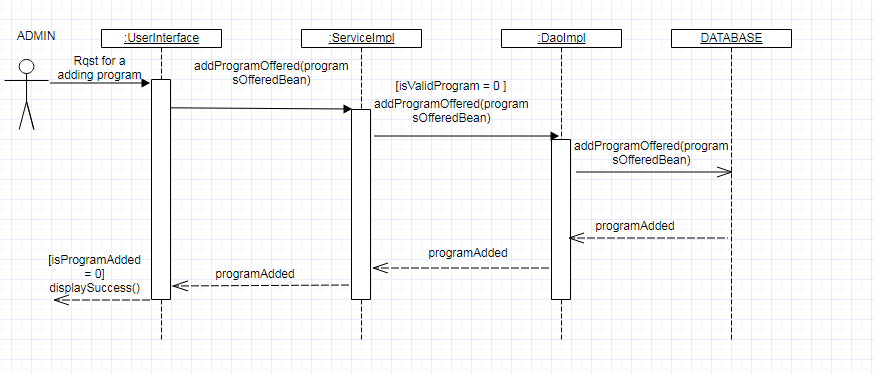 ADMIN
:UserInterface
:ServiceImpl
:DaoImpl
DATABASE
Rqst for a
adding program
addProgramOffered(program
sOfferedBean)
[isValidProgram = 0 ]
addProgramOffered(program
sOfferedBean)
addProgramOffered(program
sOfferedBean)
programAdded
programAdded
programAdded
[isProgramAdded
= 0]
displaySuccess()